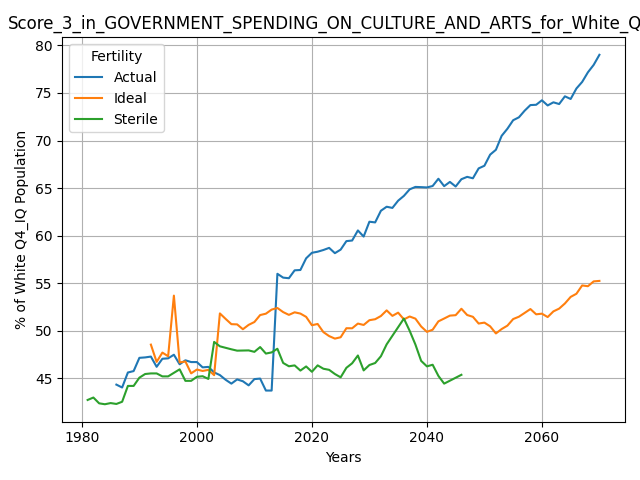 Score_3_in_GOVERNMENT_SPENDING_ON_CULTURE_AND_ARTS_for_White_Q
Fertility
Actual
Ideal
Sterile
% of White Q4_IQ Population
80
75
70
65
60
55
50
45
1980
2000
2020
2040
2060
Years